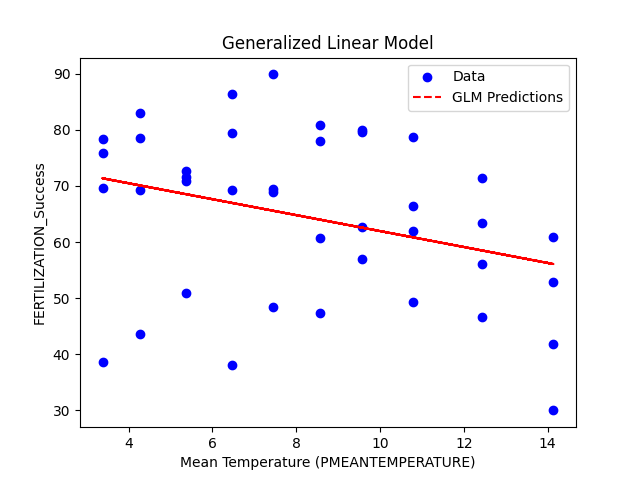 Generalized Linear Model
Data
GLM Predictions
FERTILIZATION_Success
90
80
70
60
50
40
30
4 6 8 10 12 14
Mean Temperature (PMEANTEMPERATURE)